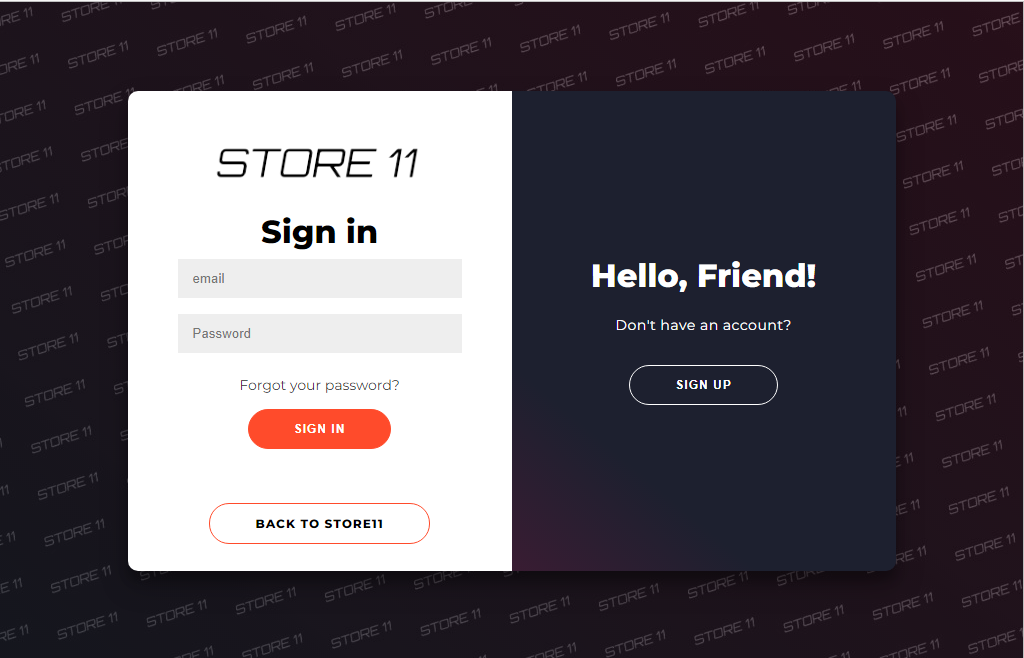 STORE 11
Sign in
email
Password
Forgot your password?
SIGN IN
BACK TO STORE11
Hello, Friend!
Don't have an account?
SIGN UP